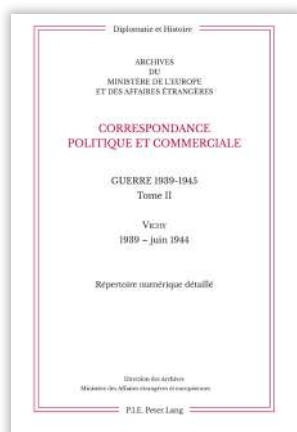 Diplomatie et Histoire
ARCHIVES
DU
MINISTÈRE DE L'EUROPE
ET DES AFFAIRES ÉTRANGÈRES
CORRESPONDANCE
POLITIQUE ET COMMERCIALE
GUERRE 1939-1945
Tome II
VICHY
1939 – juin 1944
Répertoire numérique détaillé
Direction des Archives
Ministère des Affaires étrangères et européennes
P.I.E. Peter Lang